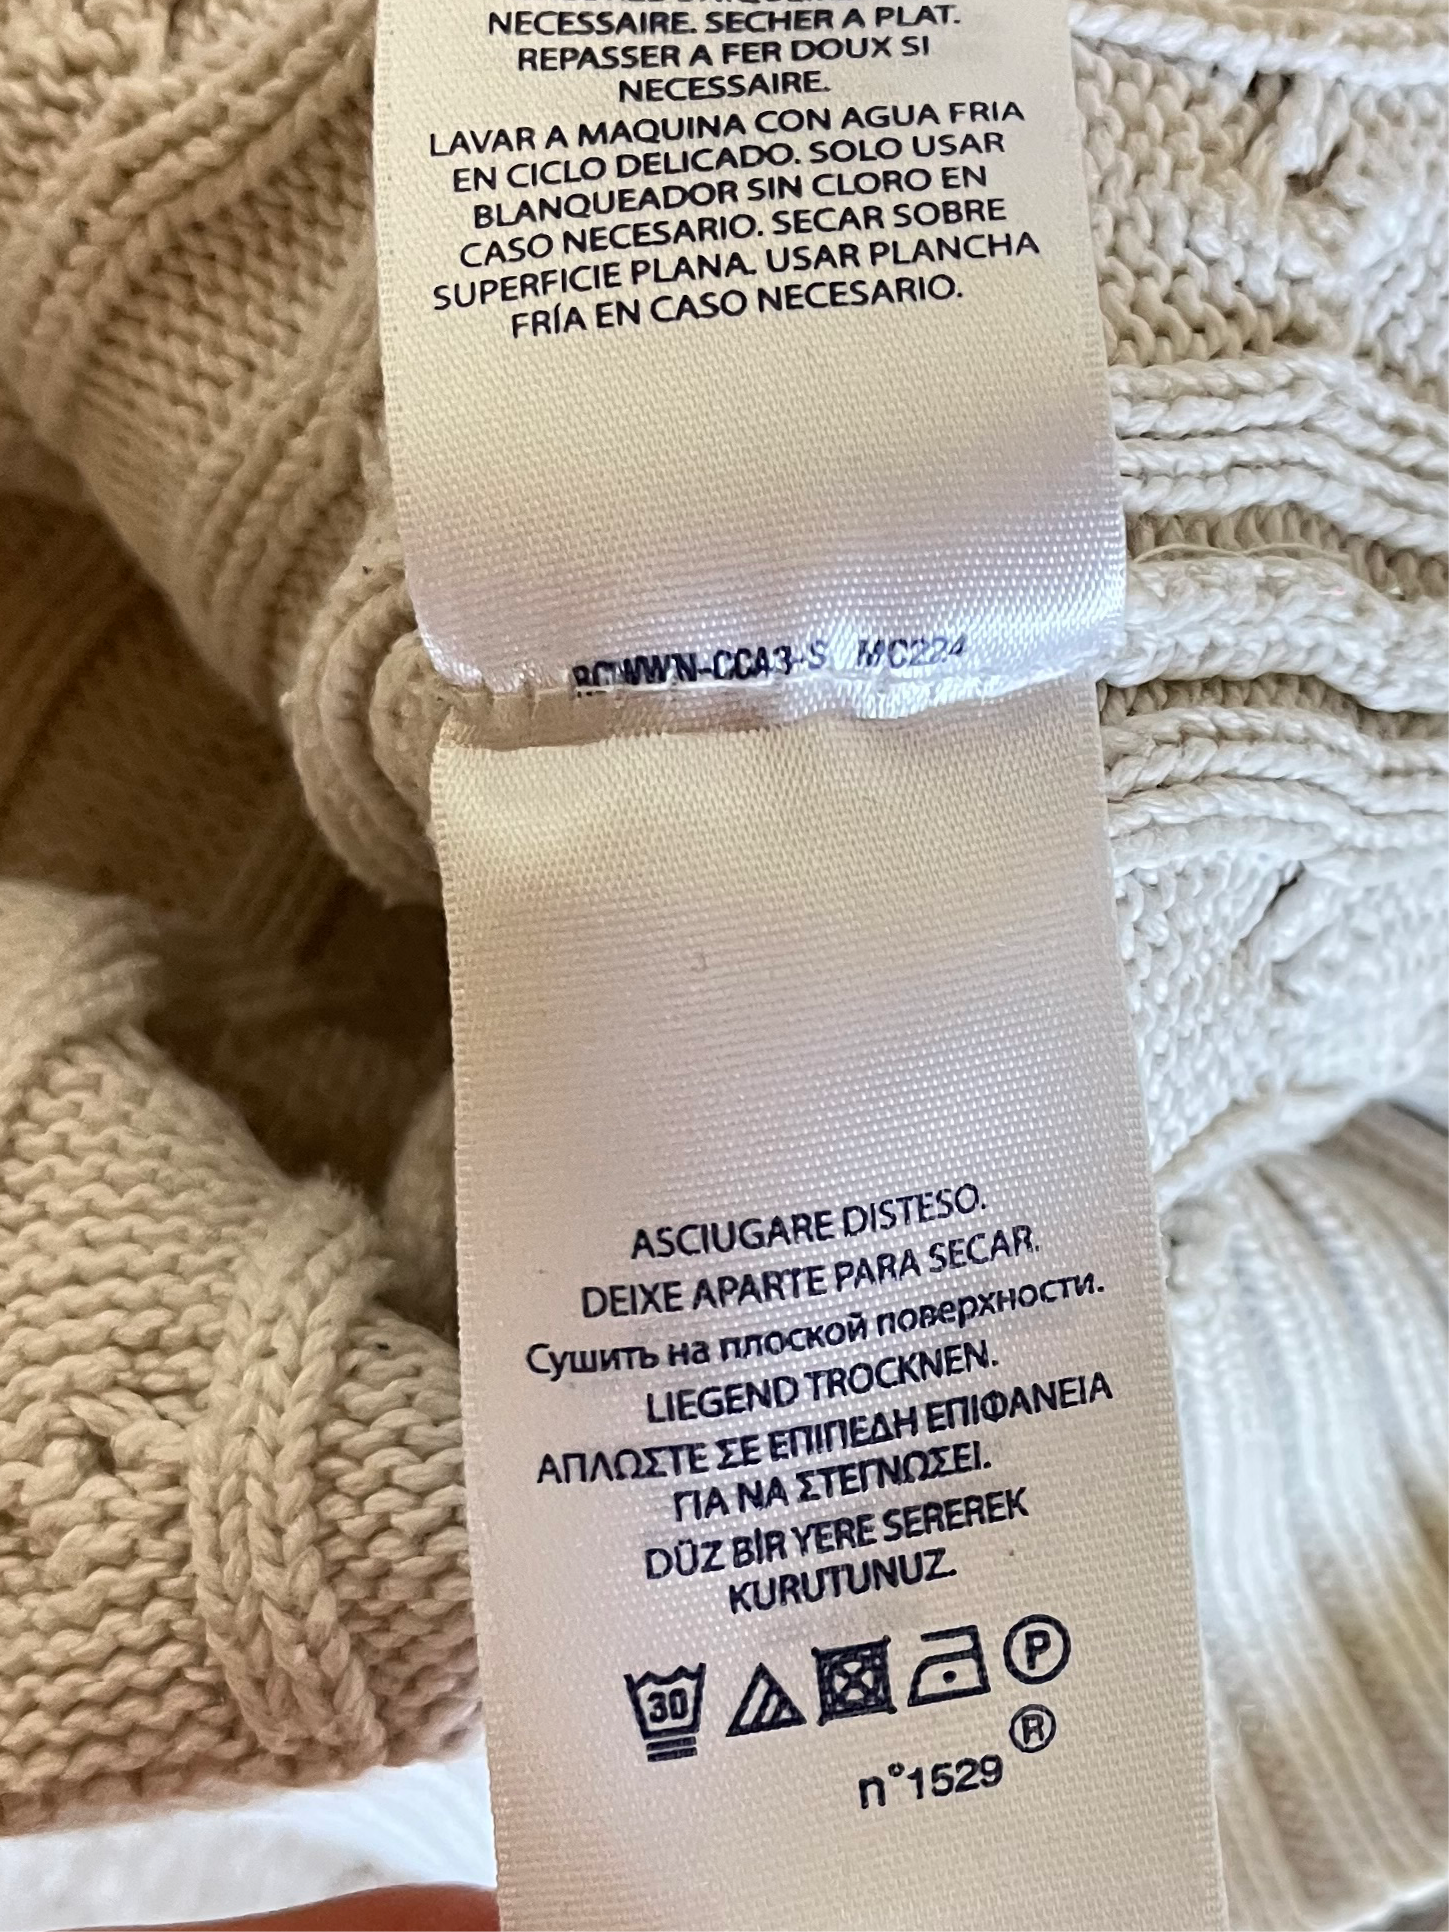 NECESSAIRE. SECHER A PLAT.
REPASSER A FER DOUX SI
NECESSAIRE.
LAVAR A MAQUINA CON AGUA FRIA
EN CICLO DELICADO. SOLO USAR
BLANQUEADOR SIN CLORO EN
CASO NECESARIO. SECAR SOBRE
SUPERFICIE PLANA. USAR PLANCHA
FRÍA EN CASO NECESARIO.
MC224
ASCIUGARE DISTESO.
DEIXE APARTE PARA SECAR.
Сушить на плоской поверхности.
LIEGEND TROCKNEN.
ΑΠΛΩΣΤΕ ΣΕ ΕΠΙΠΕΔΗ ΕΠΙΦΑΝΕΙΑ
ΓΙΑ ΝΑ ΣΤΕΓΝΩΣΕΙ.
DÜZ BİR YERE SEREREK
KURUTUNUZ.
30 P
®
n°1529